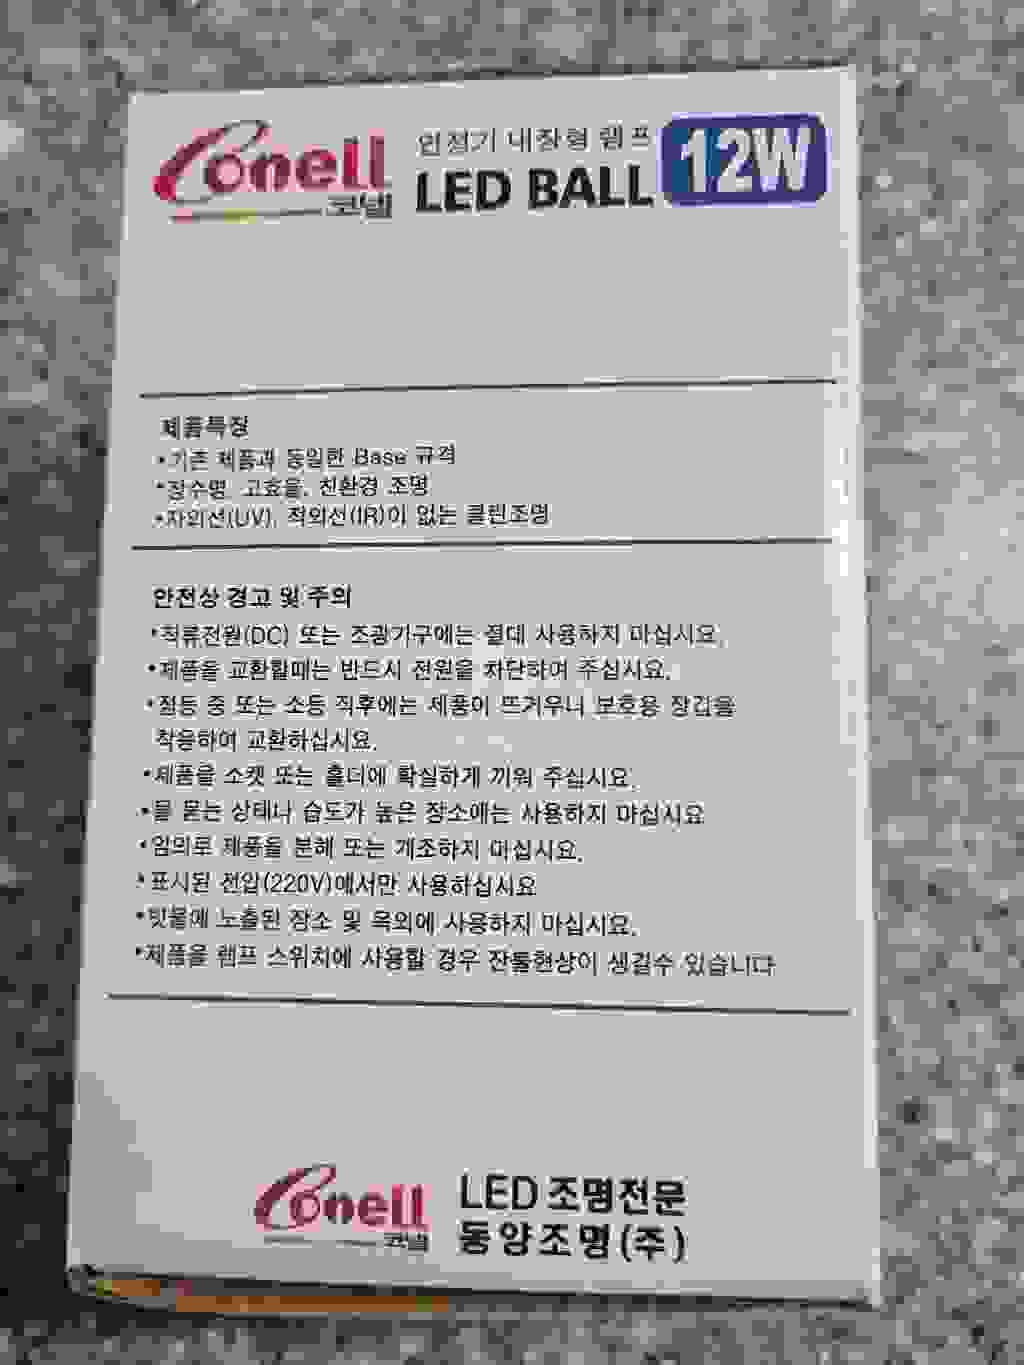 Conell
코넬
안정기 내장형 램프
LED BALL 12W
제품특징
•기존 제품과 동일한 Base 규격
•장수명, 고효율, 친환경 조명
•자외선(UV), 적외선(IR)이 없는 클린조명
안전상 경고 및 주의
•직류전원(DC) 또는 조광기구에는 절대 사용하지 마십시요.
•제품을 교환할때는 반드시 전원을 차단하여 주십시요.
•점등 중 또는 소등 직후에는 제품이 뜨거우니 보호용 장갑을
착용하여 교환하십시요.
•제품을 소켓 또는 홀더에 확실하게 끼워 주십시요.
•물 묻는 상태나 습도가 높은 장소에는 사용하지 마십시요
•임의로 제품을 분해 또는 개조하지 마십시요.
•표시된 전압(220V)에서만 사용하십시요
•빗물에 노출된 장소 및 옥외에 사용하지 마십시요.
•제품을 램프 스위치에 사용할 경우 잔불현상이 생길수 있습니다
Conell
코넬
LED 조명전문
동양조명(주)